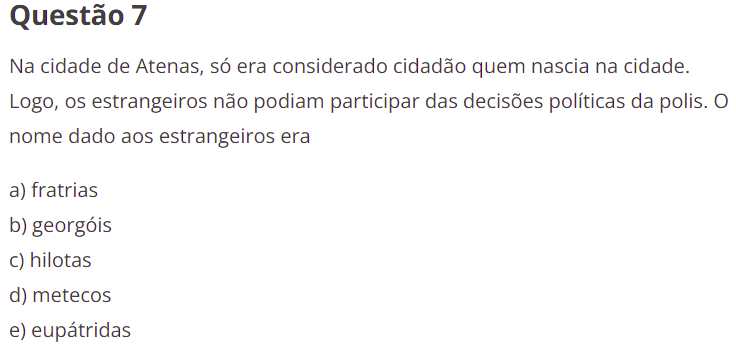 Questão 7
Na cidade de Atenas, só era considerado cidadão quem nascia na cidade.
Logo, os estrangeiros não podiam participar das decisões políticas da polis. O
nome dado aos estrangeiros era
a) fratrias
b) georgóis
c) hilotas
d) metecos
e) eupátridas